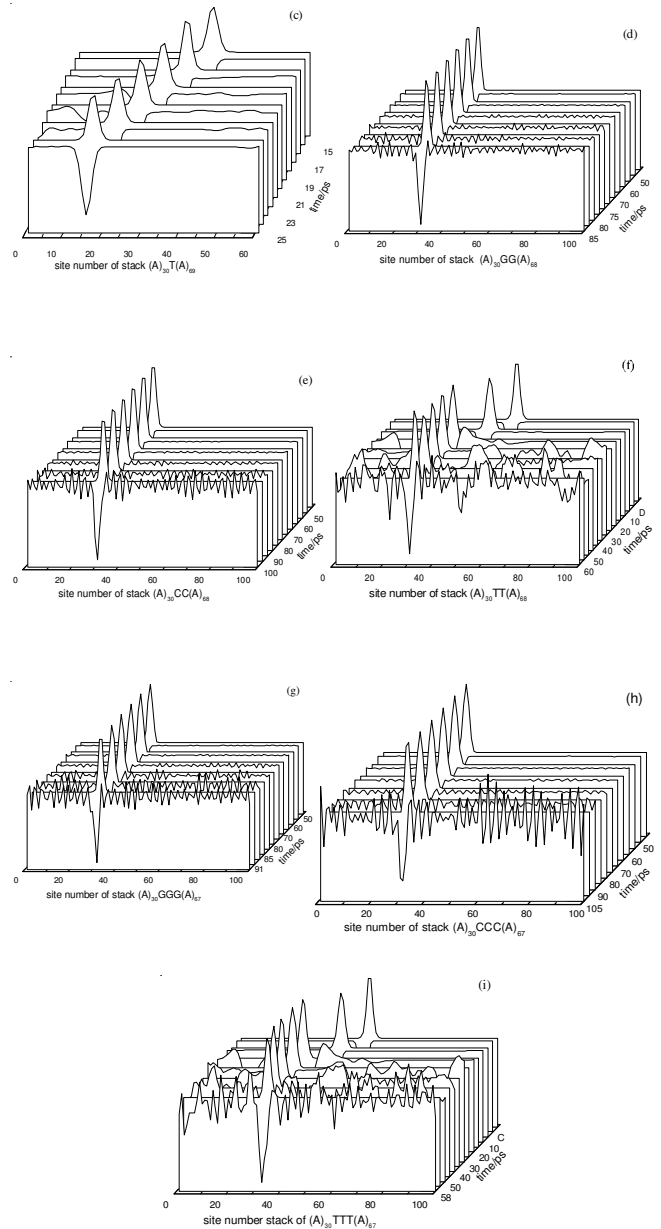 (c)
15
17
19
21
23
25
time/ps
0 10 20 30 40 50 60
site number of stack (A)₃₀T(A)₆₉
(d)
50
60
70
75
80
85
time/ps
0 20 40 60 80 100
site number of stack (A)₃₀GG(A)₆₈
(e)
50
60
70
80
90
100
time/ps
0 20 40 60 80 100
site number of stack (A)₃₀CC(A)₆₈
(f)
D
10
20
30
40
50
60
time/ps
0 20 40 60 80 100
site number of stack (A)₃₀TT(A)₆₈
(g)
50
60
70
80
85
91
time/ps
0 20 40 60 80 100
site number of stack (A)₃₀GGG(A)₆₇
(h)
50
60
70
80
90
105
time/ps
0 20 40 60 80 100
site number of stack (A)₃₀CCC(A)₆₇
(i)
C
10
20
30
40
50
58
time/ps
0 20 40 60 80 100
site number stack of (A)₃₀TTT(A)₆₇